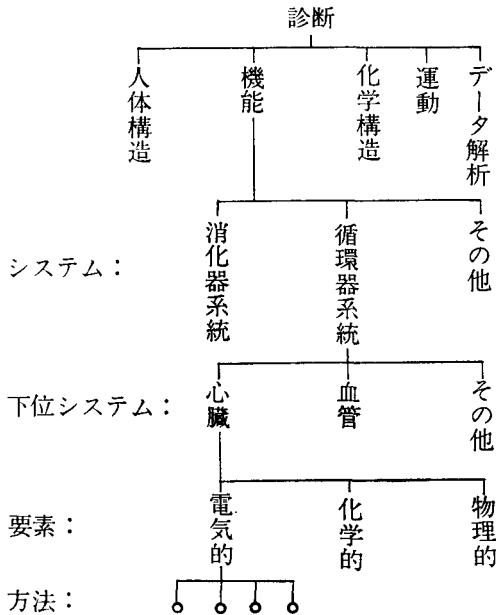 診断
人体構造
機能
化学構造
運動
データ解析
システム：
消化器系統
循環器系統
その他
下位システム：
心臓
血管
その他
要素：
電気的
化学的
物理的
方法：